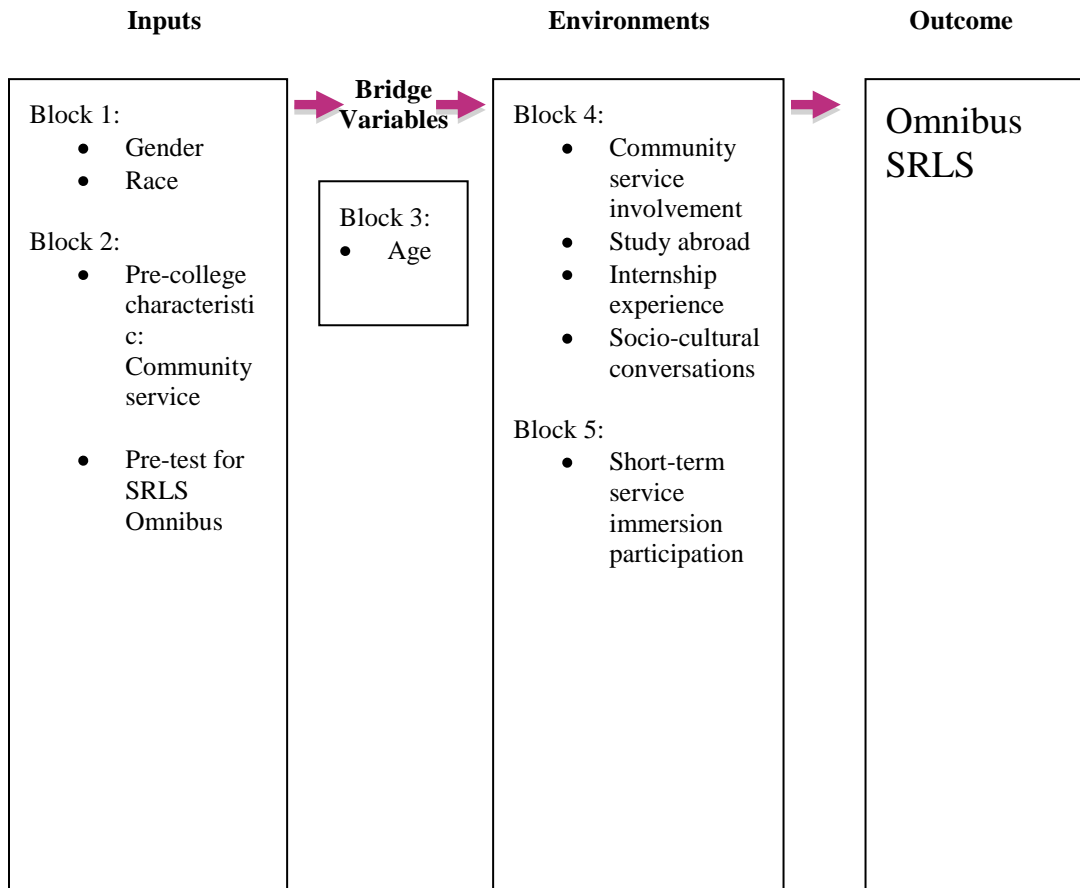 Inputs
Environments
Outcome
Block 1:
• Gender
• Race
Block 2:
• Pre-college
characteristi
c:
Community
service
• Pre-test for
SRLS
Omnibus
Bridge
Variables
Block 3:
• Age
Block 4:
• Community
service
involvement
• Study abroad
• Internship
experience
• Socio-cultural
conversations
Block 5:
• Short-term
service
immersion
participation
Omnibus
SRLS